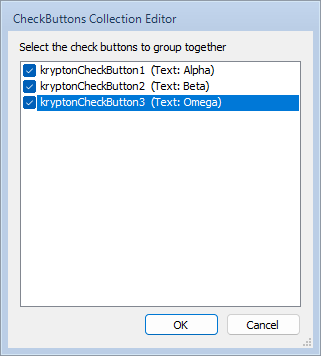 CheckButtons Collection Editor
Select the check buttons to group together
kryptonCheckButton1 (Text: Alpha)
kryptonCheckButton2 (Text: Beta)
kryptonCheckButton3 (Text: Omega)
OK Cancel